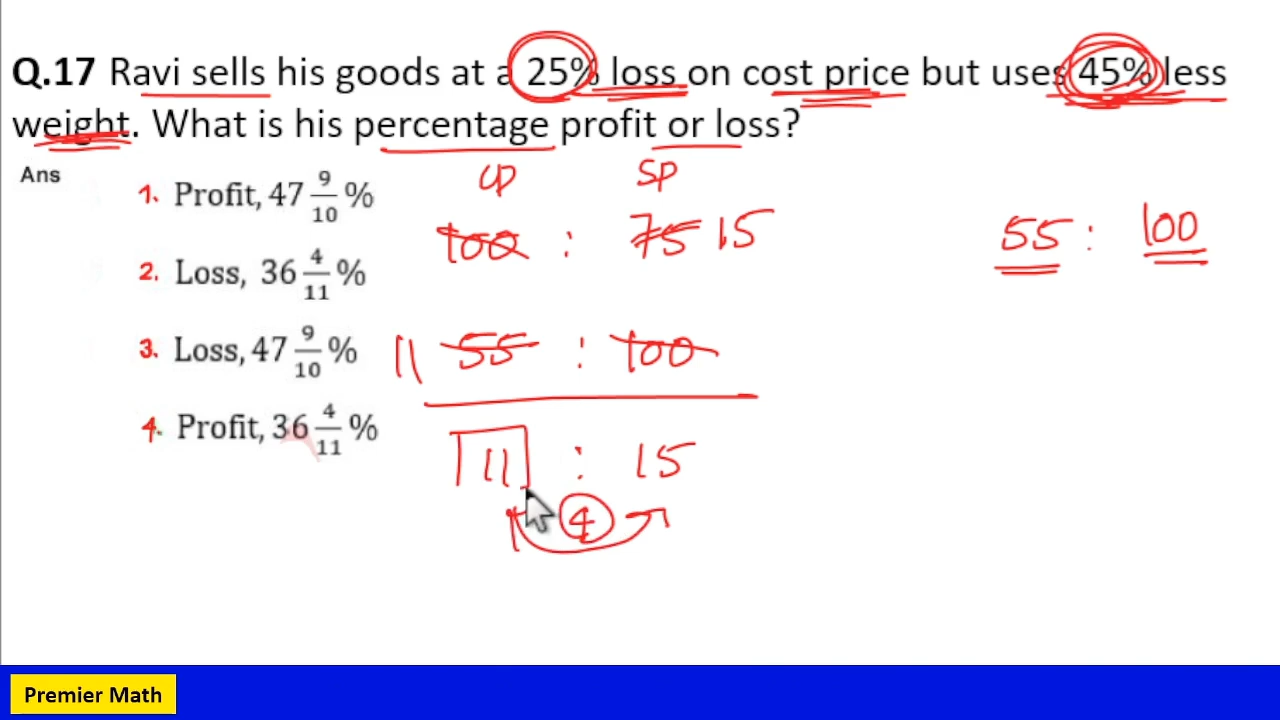 Q.17 Ravi sells his goods at a 25% loss on cost price but uses 45% less
weight. What is his percentage profit or loss?
Ans
1. Profit, 47 9/10 %
2. Loss, 36 4/11 %
3. Loss, 47 9/10 %
4. Profit, 36 4/11 %
CP SP
100 : 75 15
55 : 100
11 55 : 100
11 : 15
4
Premier Math